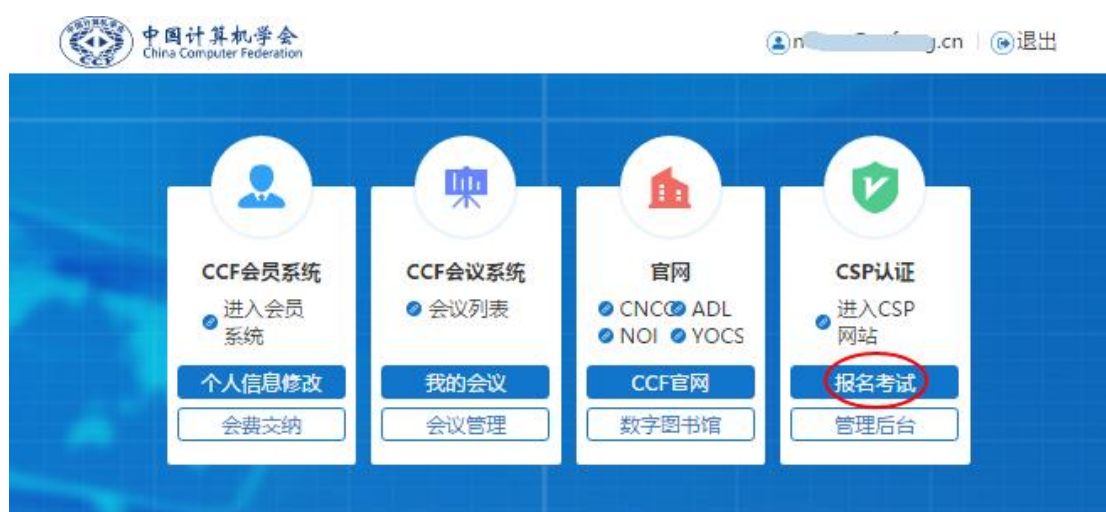 中国计算机学会
China Computer Federation
n .cn 退出
CCF会员系统
进入会员
系统
个人信息修改
会费交纳
CCF会议系统
会议列表
我的会议
会议管理
官网
CNCC ADL
NOI YOCS
CCF官网
数字图书馆
CSP认证
进入CSP
网站
报名考试
管理后台